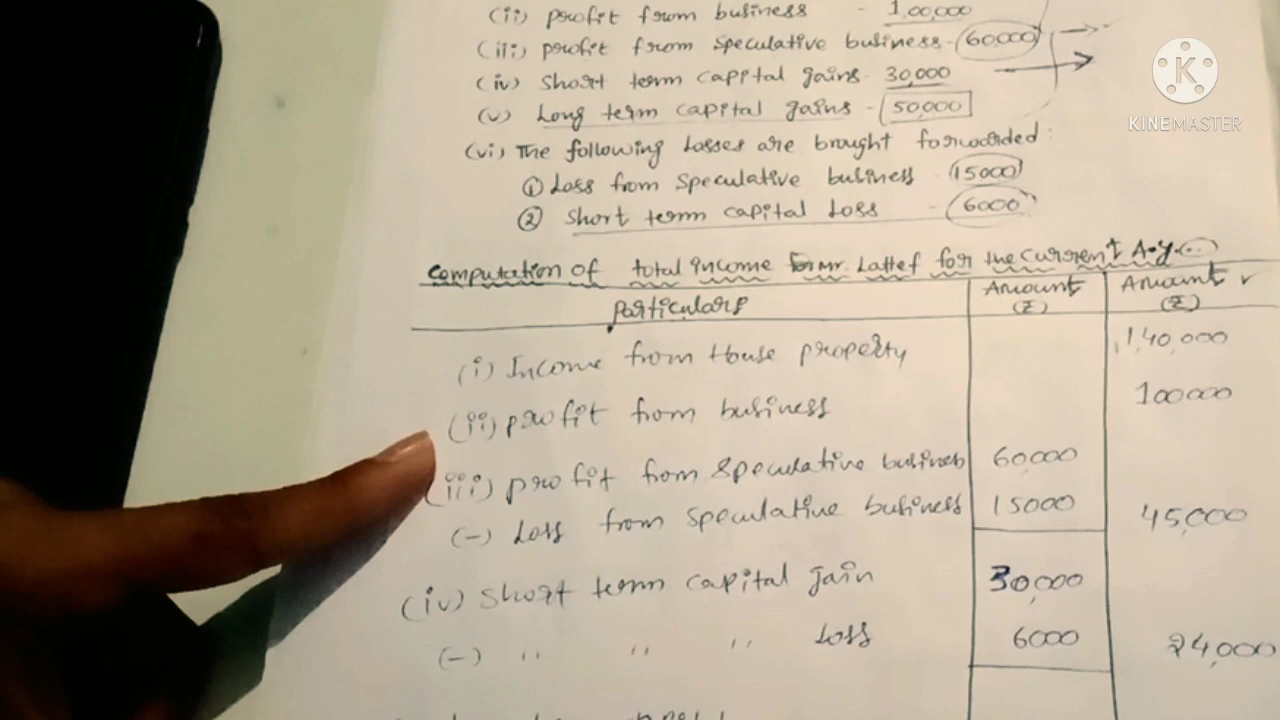 (ii) profit from business - 1,00,000
(iii) profit from speculative business - 60,000
(iv) short term capital gains - 30,000
(v) Long term capital gains - 50,000
(vi) The following Losses are brought forwarded :
① Loss from speculative business - 15000
② short term capital Loss - 6000
KINEMASTER
Computation of total income for Mr. Lattef for the current A.y...
particulars
Amount (₹)
Amount (₹)
(i) Income from House property 1,40,000
(ii) profit from business 100000
(iii) profit from speculative business 60000
(-) Loss from speculative business 15000 45,000
(iv) short term capital gain 30,000
(-) " " " Loss 6000 24,000